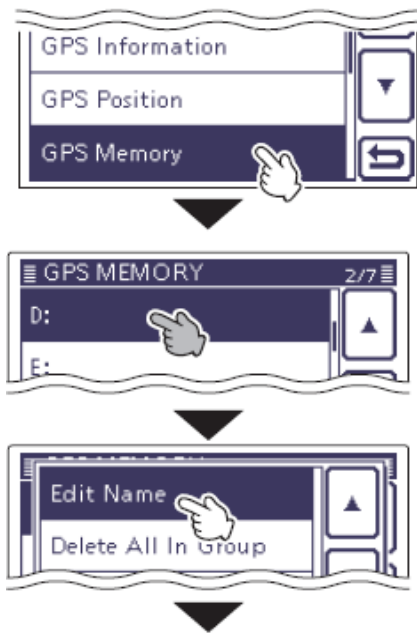 GPS Information
GPS Position
GPS Memory
GPS MEMORY 2/7
D:
E:
Edit Name
Delete All In Group